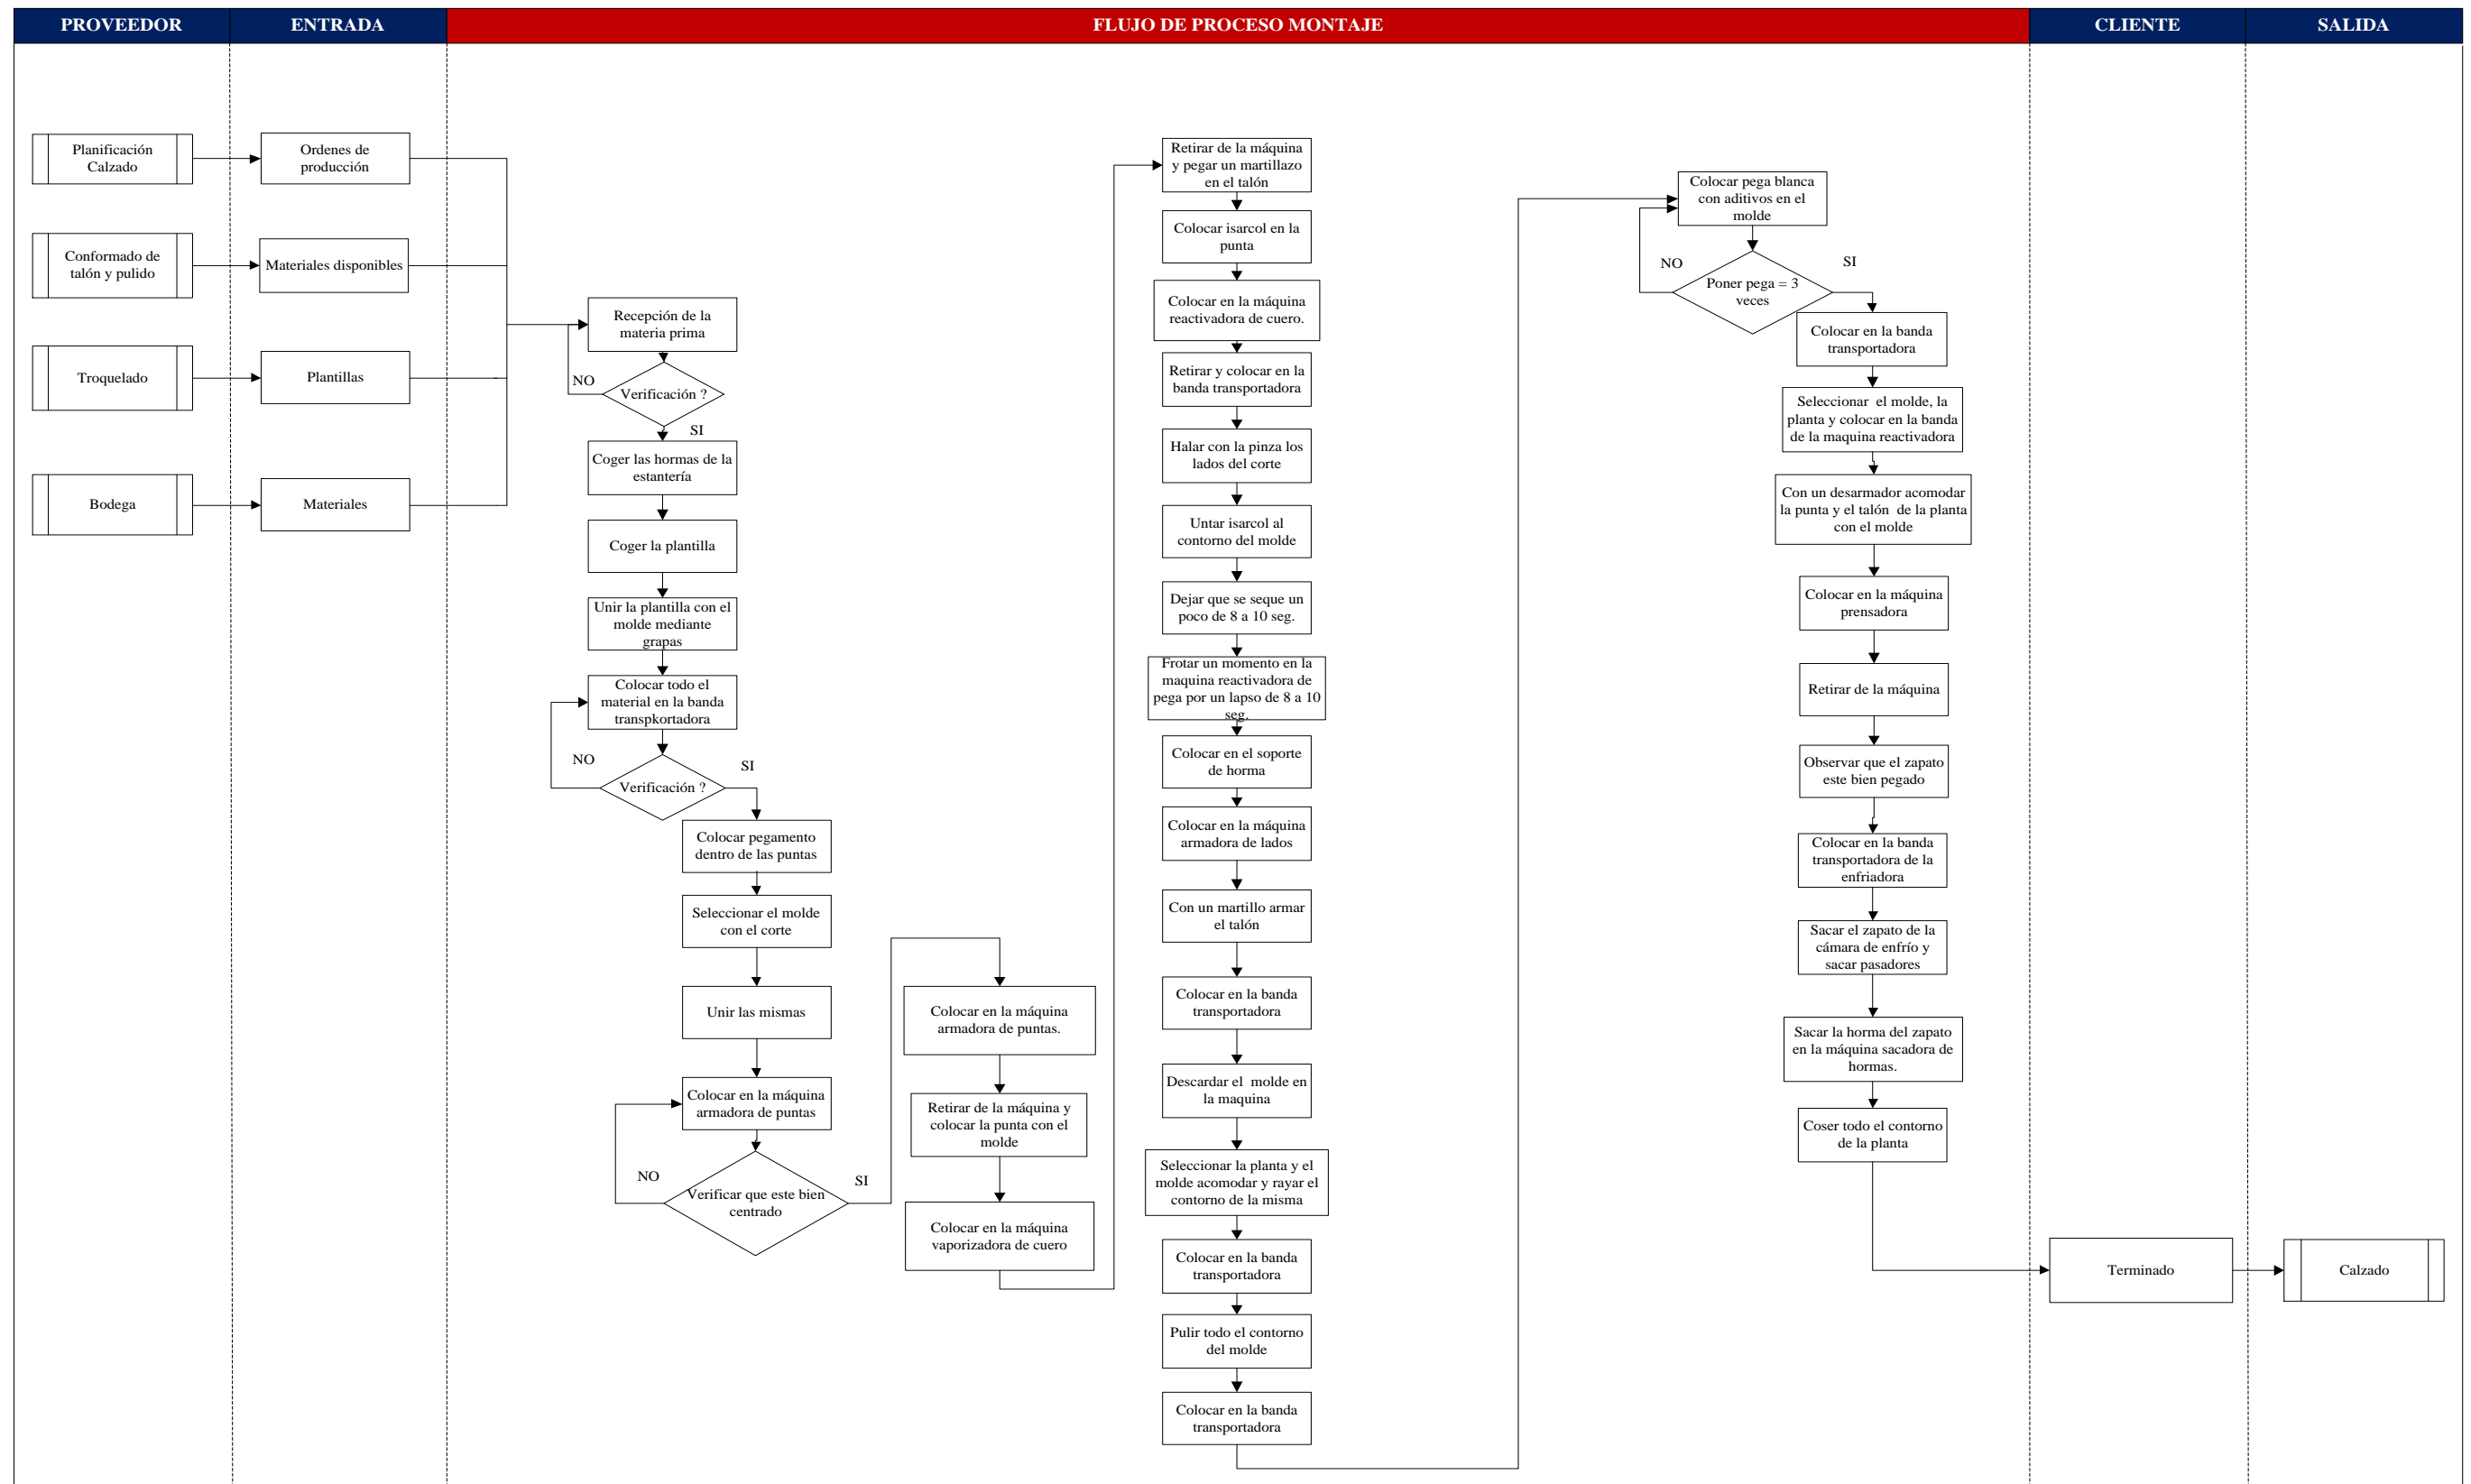 PROVEEDOR
ENTRADA
FLUJO DE PROCESO MONTAJE
CLIENTE
SALIDA
Planificación
Calzado
Ordenes de
producción
Conformado de
talón y pulido
Materiales disponibles
Troquelado
Plantillas
Bodega
Materiales
Recepción de la
materia prima
NO
Verificación ?
SI
Coger las hormas de la
estantería
Coger la plantilla
Unir la plantilla con el
molde mediante
grapas
Colocar todo el
material en la banda
transpkortadora
NO
SI
Verificación ?
Colocar pegamento
dentro de las puntas
Seleccionar el molde
con el corte
Unir las mismas
Colocar en la máquina
armadora de puntas
NO
SI
Verificar que este bien
centrado
Colocar en la máquina
armadora de puntas.
Retirar de la máquina y
colocar la punta con el
molde
Colocar en la máquina
vaporizadora de cuero
Retirar de la máquina
y pegar un martillazo
en el talón
Colocar isarcol en la
punta
Colocar en la máquina
reactivadora de cuero.
Retirar y colocar en la
banda transportadora
Halar con la pinza los
lados del corte
Untar isarcol al
contorno del molde
Dejar que se seque un
poco de 8 a 10 seg.
Frotar un momento en la
maquina reactivadora de
pega por un lapso de 8 a 10
seg.
Colocar en el soporte
de horma
Colocar en la máquina
armadora de lados
Con un martillo armar
el talón
Colocar en la banda
transportadora
Descardar el  molde en
la maquina
Seleccionar la planta y el
molde acomodar y rayar el
contorno de la misma
Colocar en la banda
transportadora
Pulir todo el contorno
del molde
Colocar en la banda
transportadora
Colocar pega blanca
con aditivos en el
molde
NO
SI
Poner pega = 3
veces
Colocar en la banda
transportadora
Seleccionar  el molde, la
planta y colocar en la banda
de la maquina reactivadora
Con un desarmador acomodar
la punta y el talón  de la planta
con el molde
Colocar en la máquina
prensadora
Retirar de la máquina
Observar que el zapato
este bien pegado
Colocar en la banda
transportadora de la
enfriadora
Sacar el zapato de la
cámara de enfrío y
sacar pasadores
Sacar la horma del zapato
en la máquina sacadora de
hormas.
Coser todo el contorno
de la planta
Terminado
Calzado